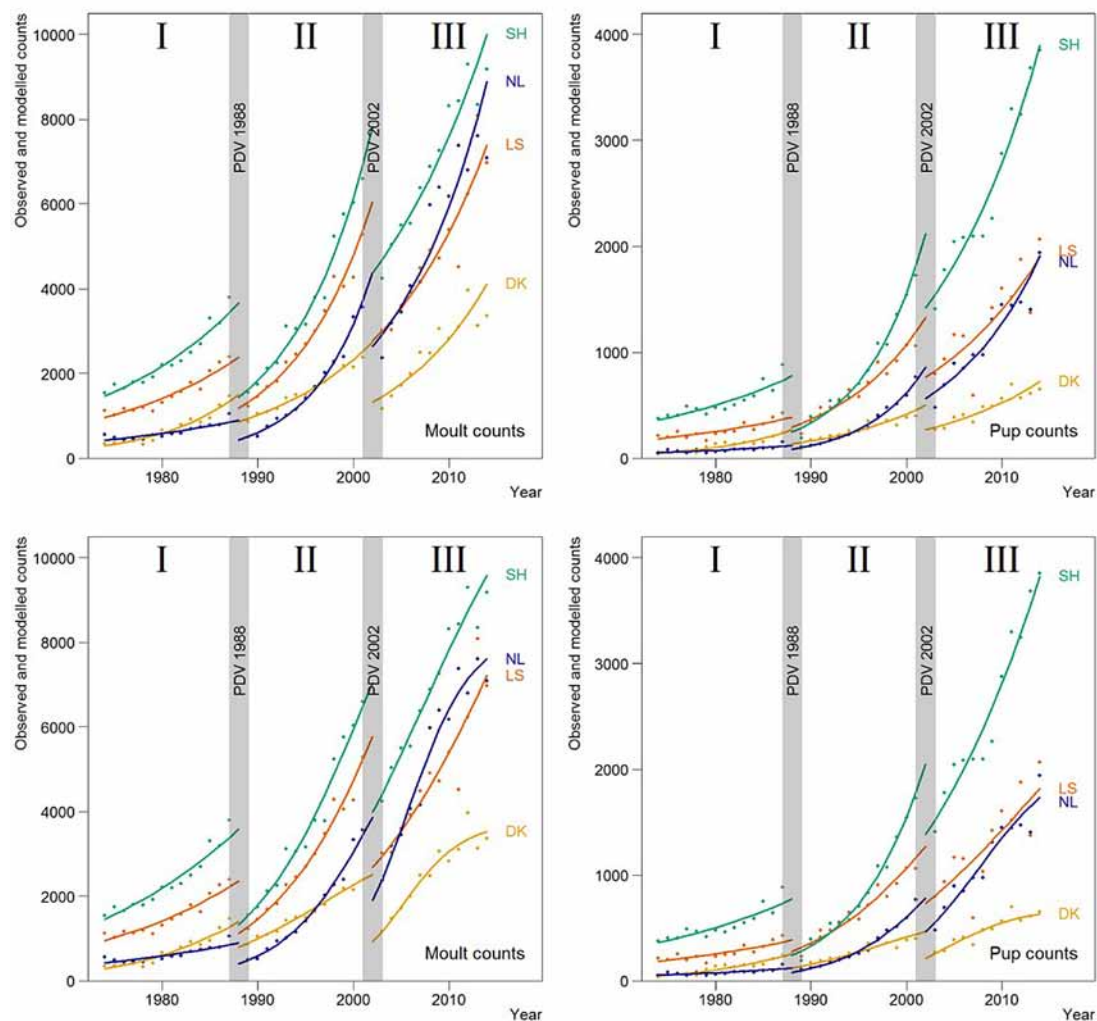 Observed and modelled counts
10000
8000
6000
4000
2000
0
I
II
III
PDV 1988
PDV 2002
SH
NL
LS
DK
Moult counts
1980
1990
2000
2010
Year
Observed and modelled counts
4000
3000
2000
1000
0
I
II
III
PDV 1988
PDV 2002
SH
LS
NL
DK
Pup counts
1980
1990
2000
2010
Year
Observed and modelled counts
10000
8000
6000
4000
2000
0
I
II
III
PDV 1988
PDV 2002
SH
NL
LS
DK
Moult counts
1980
1990
2000
2010
Year
Observed and modelled counts
4000
3000
2000
1000
0
I
II
III
PDV 1988
PDV 2002
SH
LS
NL
DK
Pup counts
1980
1990
2000
2010
Year